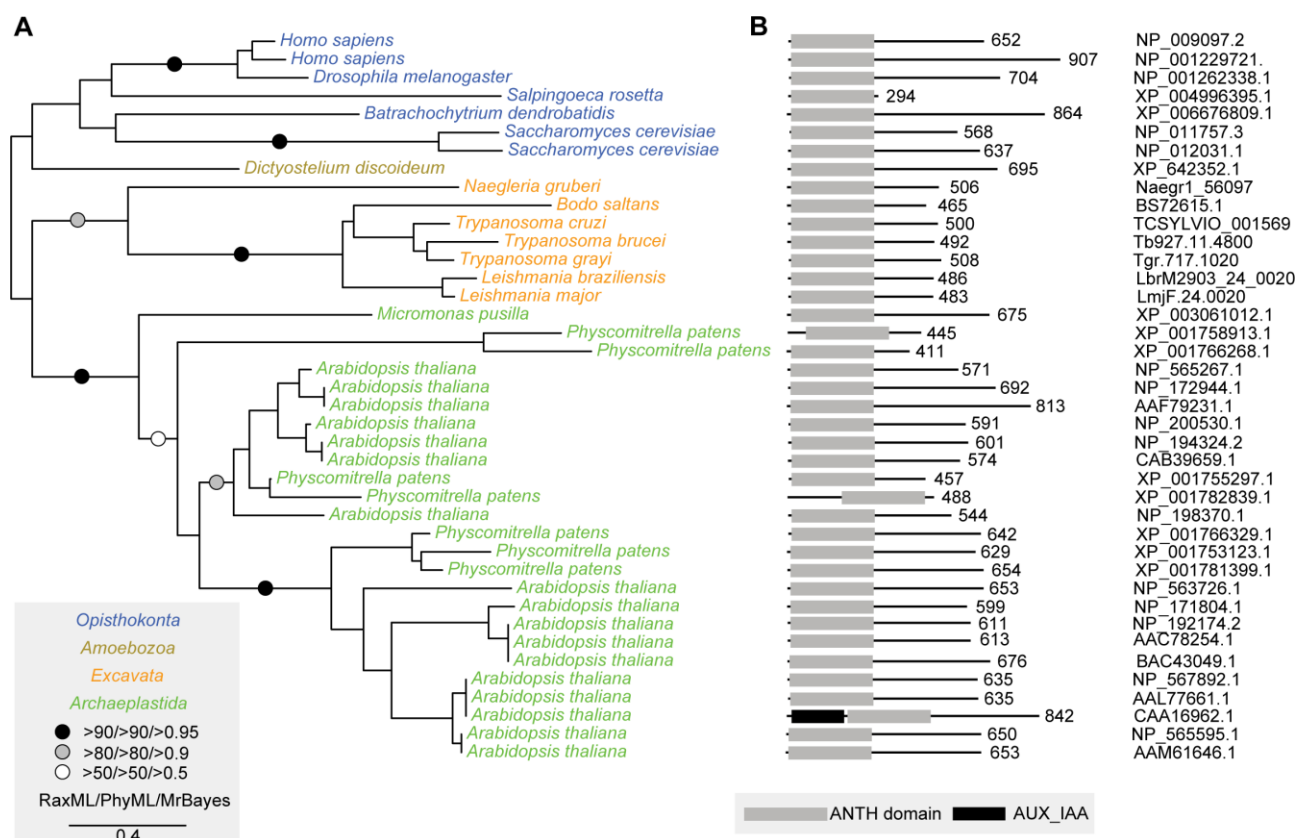 A
B
Homo sapiens 652 NP_009097.2
Homo sapiens 907 NP_001229721.
Drosophila melanogaster 704 NP_001262338.1
Salpingoeca rosetta 294 XP_004996395.1
Batrachochytrium dendrobatidis 864 XP_006676809.1
Saccharomyces cerevisiae 568 NP_011757.3
Saccharomyces cerevisiae 637 NP_012031.1
Dictyostelium discoideum 695 XP_642352.1
Naegleria gruberi 506 Naegr1_56097
Bodo saltans 465 BS72615.1
Trypanosoma cruzi 500 TCSYLVIO_001569
Trypanosoma brucei 492 Tb927.11.4800
Trypanosoma grayi 508 Tgr.717.1020
Leishmania braziliensis 486 LbrM2903_24_0020
Leishmania major 483 LmjF.24.0020
Micromonas pusilla 675 XP_003061012.1
Physcomitrella patens 445 XP_001758913.1
Physcomitrella patens 411 XP_001766268.1
Arabidopsis thaliana 571 NP_565267.1
Arabidopsis thaliana 692 NP_172944.1
Arabidopsis thaliana 813 AAF79231.1
Arabidopsis thaliana 591 NP_200530.1
Arabidopsis thaliana 601 NP_194324.2
Arabidopsis thaliana 574 CAB39659.1
Physcomitrella patens 457 XP_001755297.1
Physcomitrella patens 488 XP_001782839.1
Arabidopsis thaliana 544 NP_198370.1
Physcomitrella patens 642 XP_001766329.1
Physcomitrella patens 629 XP_001753123.1
Physcomitrella patens 654 XP_001781399.1
Arabidopsis thaliana 653 NP_563726.1
Arabidopsis thaliana 599 NP_171804.1
Arabidopsis thaliana 611 NP_192174.2
Arabidopsis thaliana 613 AAC78254.1
Arabidopsis thaliana 676 BAC43049.1
Arabidopsis thaliana 635 NP_567892.1
Arabidopsis thaliana 635 AAL77661.1
Arabidopsis thaliana 842 CAA16962.1
Arabidopsis thaliana 650 NP_565595.1
Arabidopsis thaliana 653 AAM61646.1
Opisthokonta
Amoebozoa
Excavata
Archaeplastida
>90/>90/>0.95
>80/>80/>0.9
>50/>50/>0.5
RaxML/PhyML/MrBayes
0.4
ANTH domain AUX_IAA